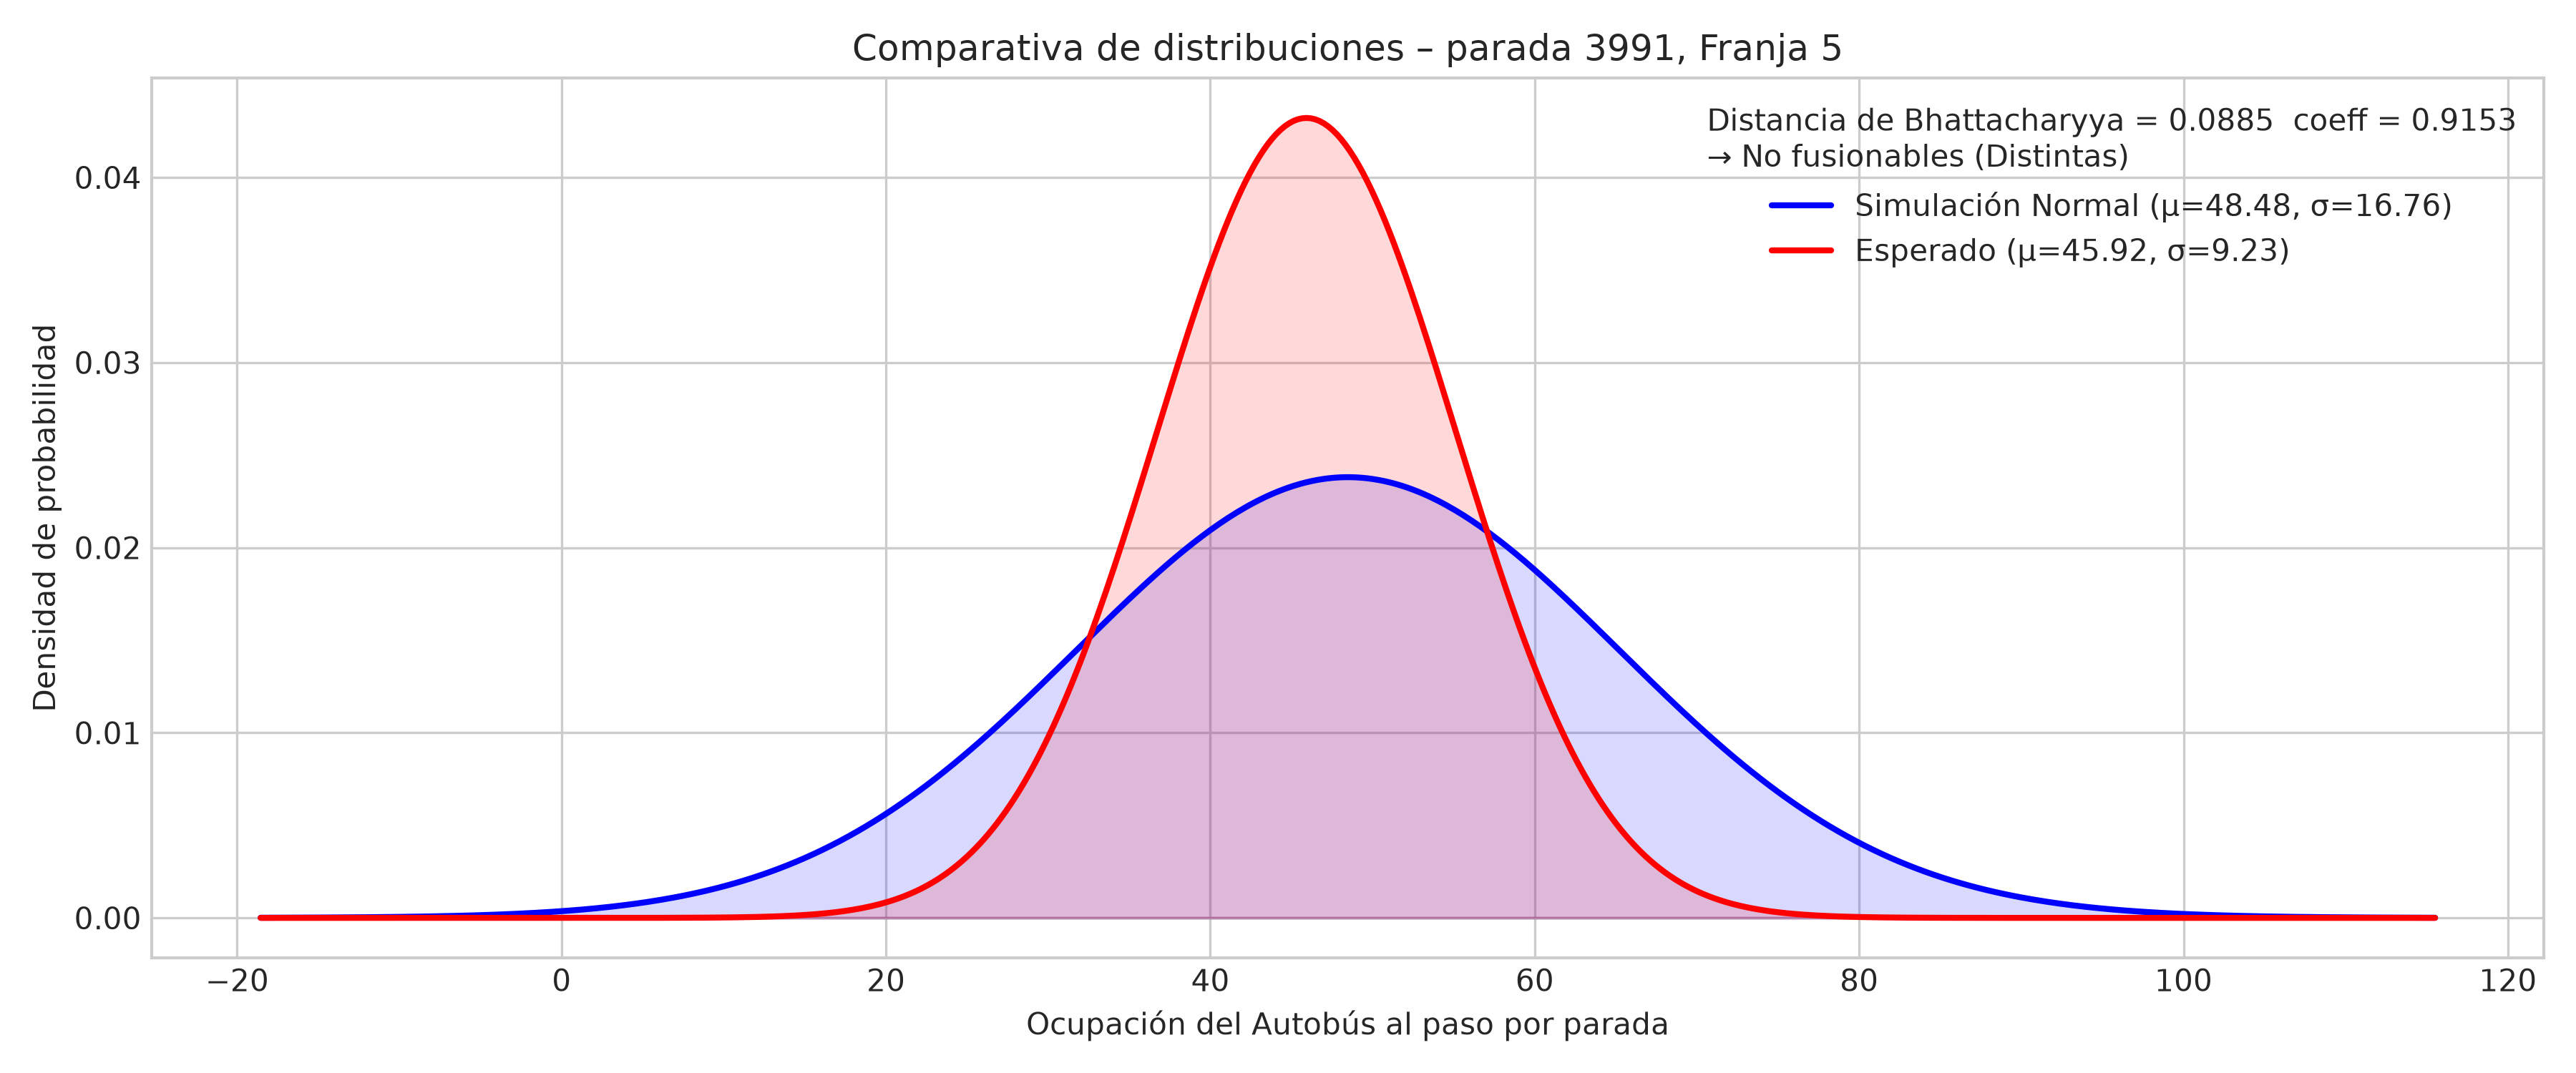 Comparativa de distribuciones – parada 3991, Franja 5
Distancia de Bhattacharyya = 0.0885  coeff = 0.9153
→ No fusionables (Distintas)
Simulación Normal (μ=48.48, σ=16.76)
Esperado (μ=45.92, σ=9.23)
Densidad de probabilidad
0.04
0.03
0.02
0.01
0.00
−20 0 20 40 60 80 100 120
Ocupación del Autobús al paso por parada